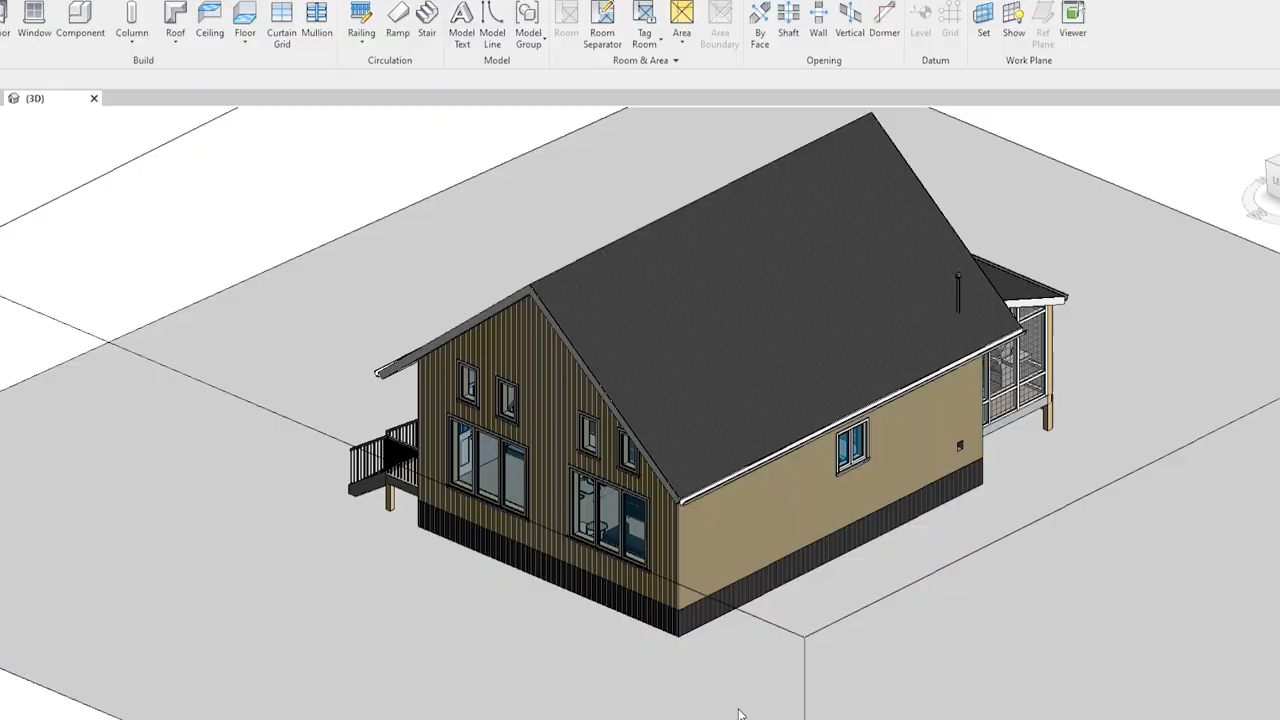 Window Component Column Roof Ceiling Floor Curtain Grid Mullion Railing Ramp Stair Model Text Model Line Model Group Room Room Separator Tag Room Area Area Boundary By Face Shaft Wall Vertical Dormer Level Grid Set Show Ref Plane Viewer
Build Circulation Model Room & Area Opening Datum Work Plane
(3D)